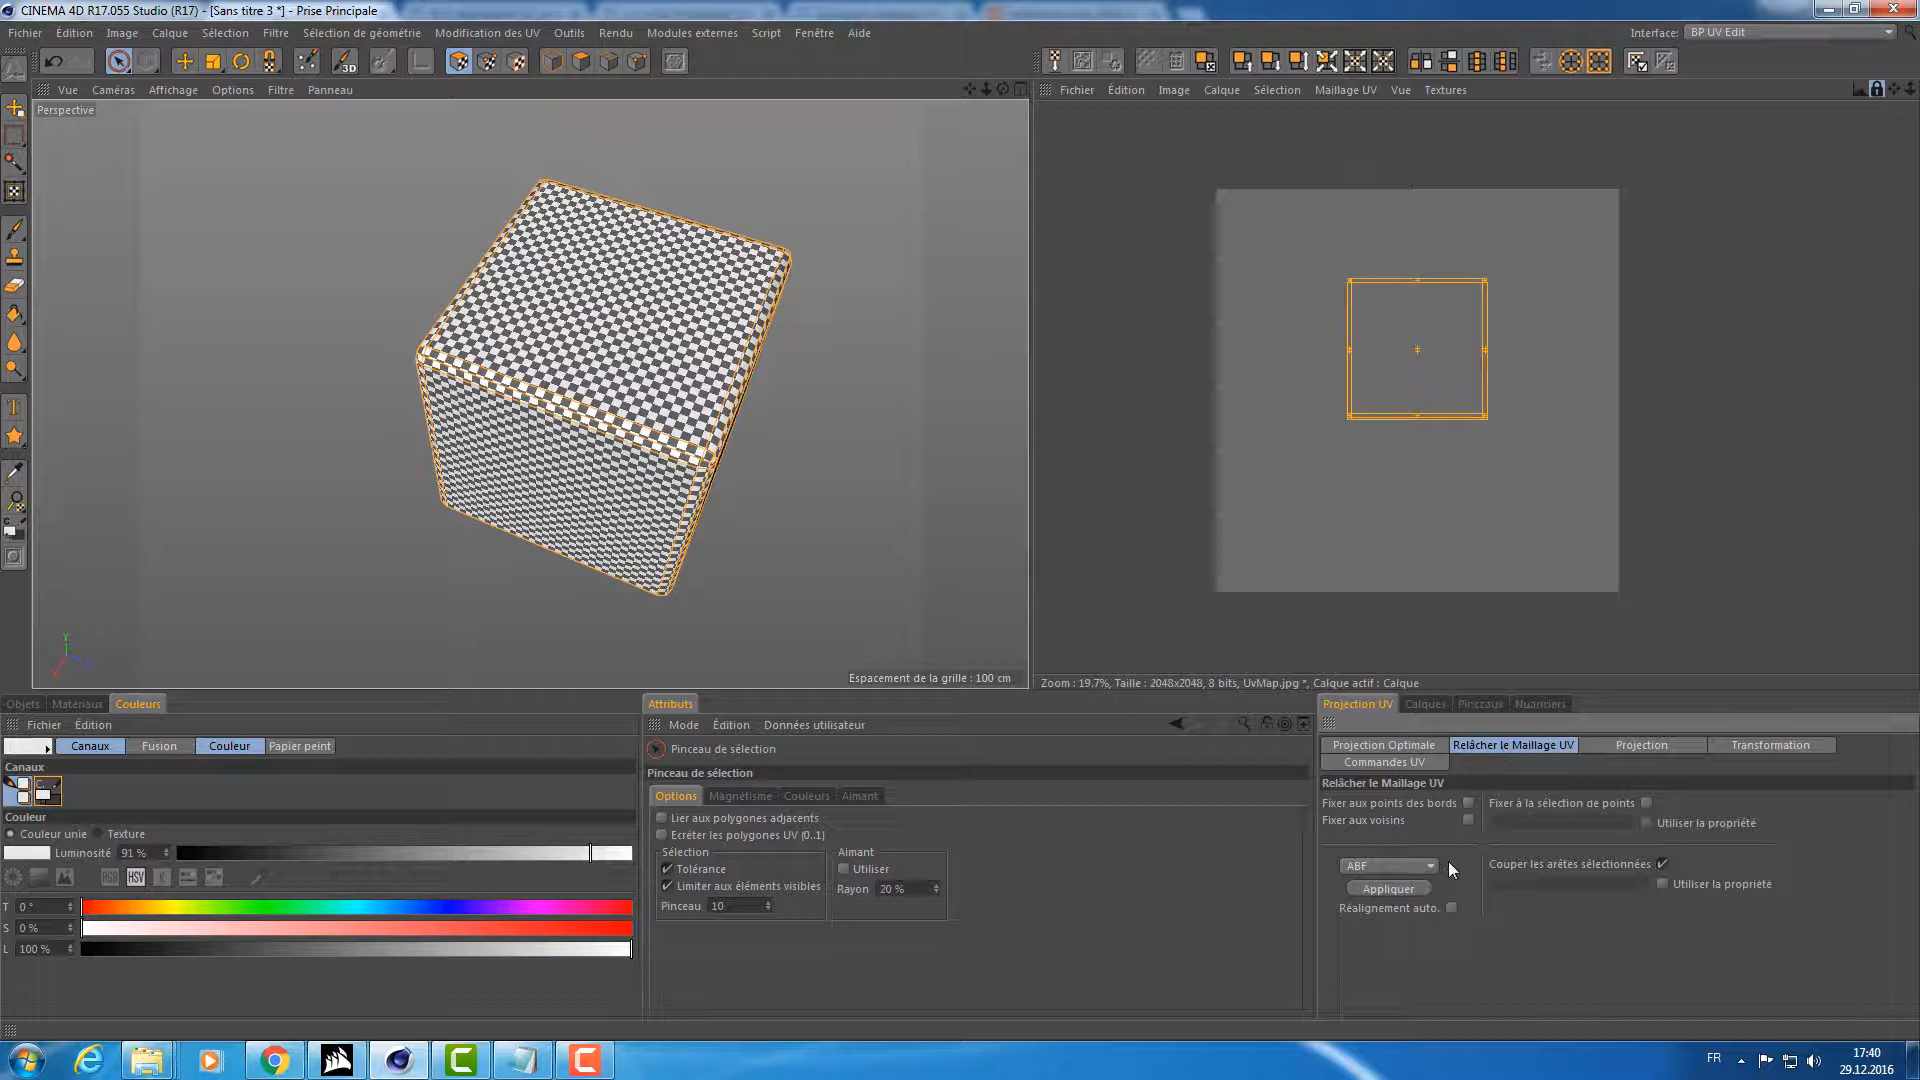 CINEMA 4D R17.055 Studio (R17) - [Sans titre 3 *] - Prise Principale
Fichier Édition Image Calque Sélection Filtre Sélection de géométrie Modification des UV Outils Rendu Modules externes Script Fenêtre Aide Interface: BP UV Edit
3D
Vue Caméras Affichage Options Filtre Panneau
Fichier Édition Image Calque Sélection Maillage UV Vue Textures
Perspective
Y
Z
X
Espacement de la grille : 100 cm
Zoom : 19.7%, Taille : 2048x2048, 8 bits, UvMap.jpg *, Calque actif : Calque
Objets Matériaux Couleurs
Fichier Édition
Canaux Fusion Couleur Papier peint
Canaux
Couleur
Couleur unie Texture
Luminosité 91 %
RGB HSV K
T 0 °
S 0 %
L 100 %
Attributs
Mode Édition Données utilisateur
Pinceau de sélection
Pinceau de sélection
Options Magnétisme Couleurs Aimant
Lier aux polygones adjacents
Ecréter les polygones UV (0..1)
Sélection Aimant
Tolérance Utiliser
Limiter aux éléments visibles Rayon 20 %
Pinceau 10
Projection UV Calques Pinceaux Nuanciers
Projection Optimale Relâcher le Maillage UV Projection Transformation
Commandes UV
Relâcher le Maillage UV
Fixer aux points des bords Fixer à la sélection de points
Fixer aux voisins Utiliser la propriété
ABF Couper les arêtes sélectionnées
Appliquer Utiliser la propriété
Réalignement auto.
FR 17:40
29.12.2016